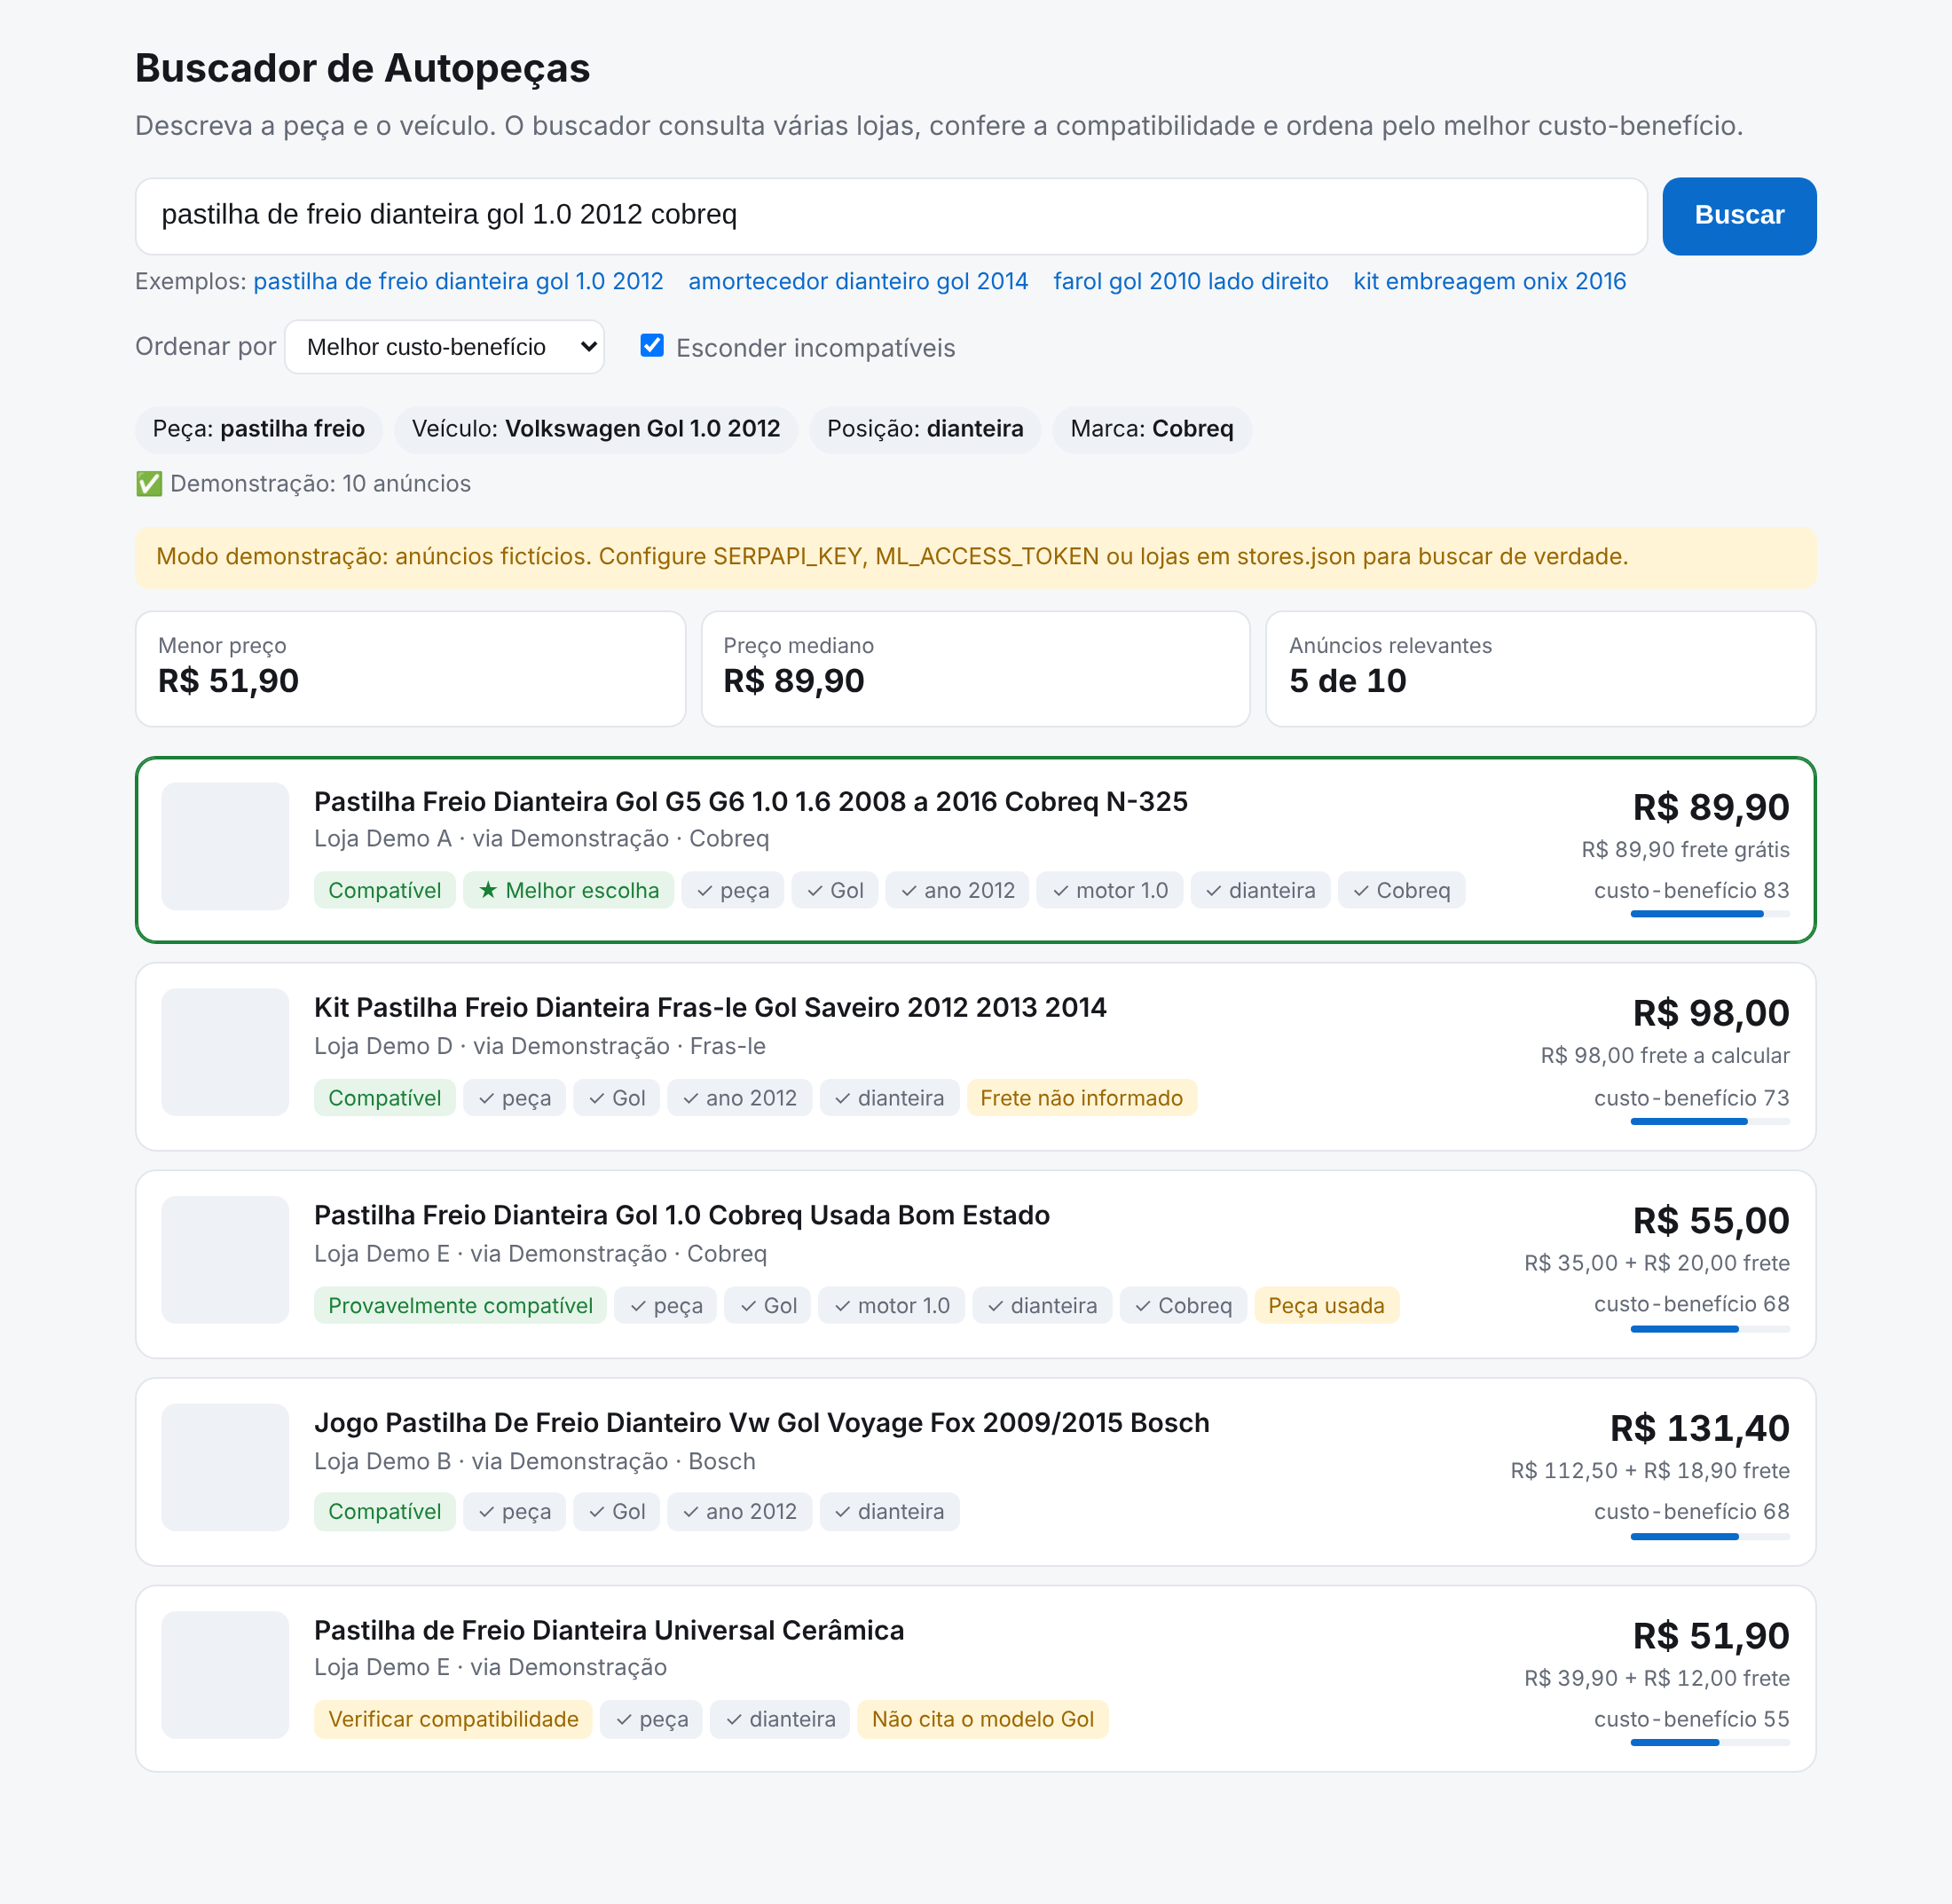 Buscador de Autopeças
Descreva a peça e o veículo. O buscador consulta várias lojas, confere a compatibilidade e ordena pelo melhor custo-benefício.
pastilha de freio dianteira gol 1.0 2012 cobreq
Buscar
Exemplos: pastilha de freio dianteira gol 1.0 2012 amortecedor dianteiro gol 2014 farol gol 2010 lado direito kit embreagem onix 2016
Ordenar por Melhor custo-benefício Esconder incompatíveis
Peça: pastilha freio Veículo: Volkswagen Gol 1.0 2012 Posição: dianteira Marca: Cobreq
✅ Demonstração: 10 anúncios
Modo demonstração: anúncios fictícios. Configure SERPAPI_KEY, ML_ACCESS_TOKEN ou lojas em stores.json para buscar de verdade.
Menor preço
R$ 51,90
Preço mediano
R$ 89,90
Anúncios relevantes
5 de 10
Pastilha Freio Dianteira Gol G5 G6 1.0 1.6 2008 a 2016 Cobreq N-325
Loja Demo A · via Demonstração · Cobreq
Compatível ★ Melhor escolha ✓ peça ✓ Gol ✓ ano 2012 ✓ motor 1.0 ✓ dianteira ✓ Cobreq
R$ 89,90
R$ 89,90 frete grátis
custo-benefício 83
Kit Pastilha Freio Dianteira Fras-le Gol Saveiro 2012 2013 2014
Loja Demo D · via Demonstração · Fras-le
Compatível ✓ peça ✓ Gol ✓ ano 2012 ✓ dianteira Frete não informado
R$ 98,00
R$ 98,00 frete a calcular
custo-benefício 73
Pastilha Freio Dianteira Gol 1.0 Cobreq Usada Bom Estado
Loja Demo E · via Demonstração · Cobreq
Provavelmente compatível ✓ peça ✓ Gol ✓ motor 1.0 ✓ dianteira ✓ Cobreq Peça usada
R$ 55,00
R$ 35,00 + R$ 20,00 frete
custo-benefício 68
Jogo Pastilha De Freio Dianteiro Vw Gol Voyage Fox 2009/2015 Bosch
Loja Demo B · via Demonstração · Bosch
Compatível ✓ peça ✓ Gol ✓ ano 2012 ✓ dianteira
R$ 131,40
R$ 112,50 + R$ 18,90 frete
custo-benefício 68
Pastilha de Freio Dianteira Universal Cerâmica
Loja Demo E · via Demonstração
Verificar compatibilidade ✓ peça ✓ dianteira Não cita o modelo Gol
R$ 51,90
R$ 39,90 + R$ 12,00 frete
custo-benefício 55